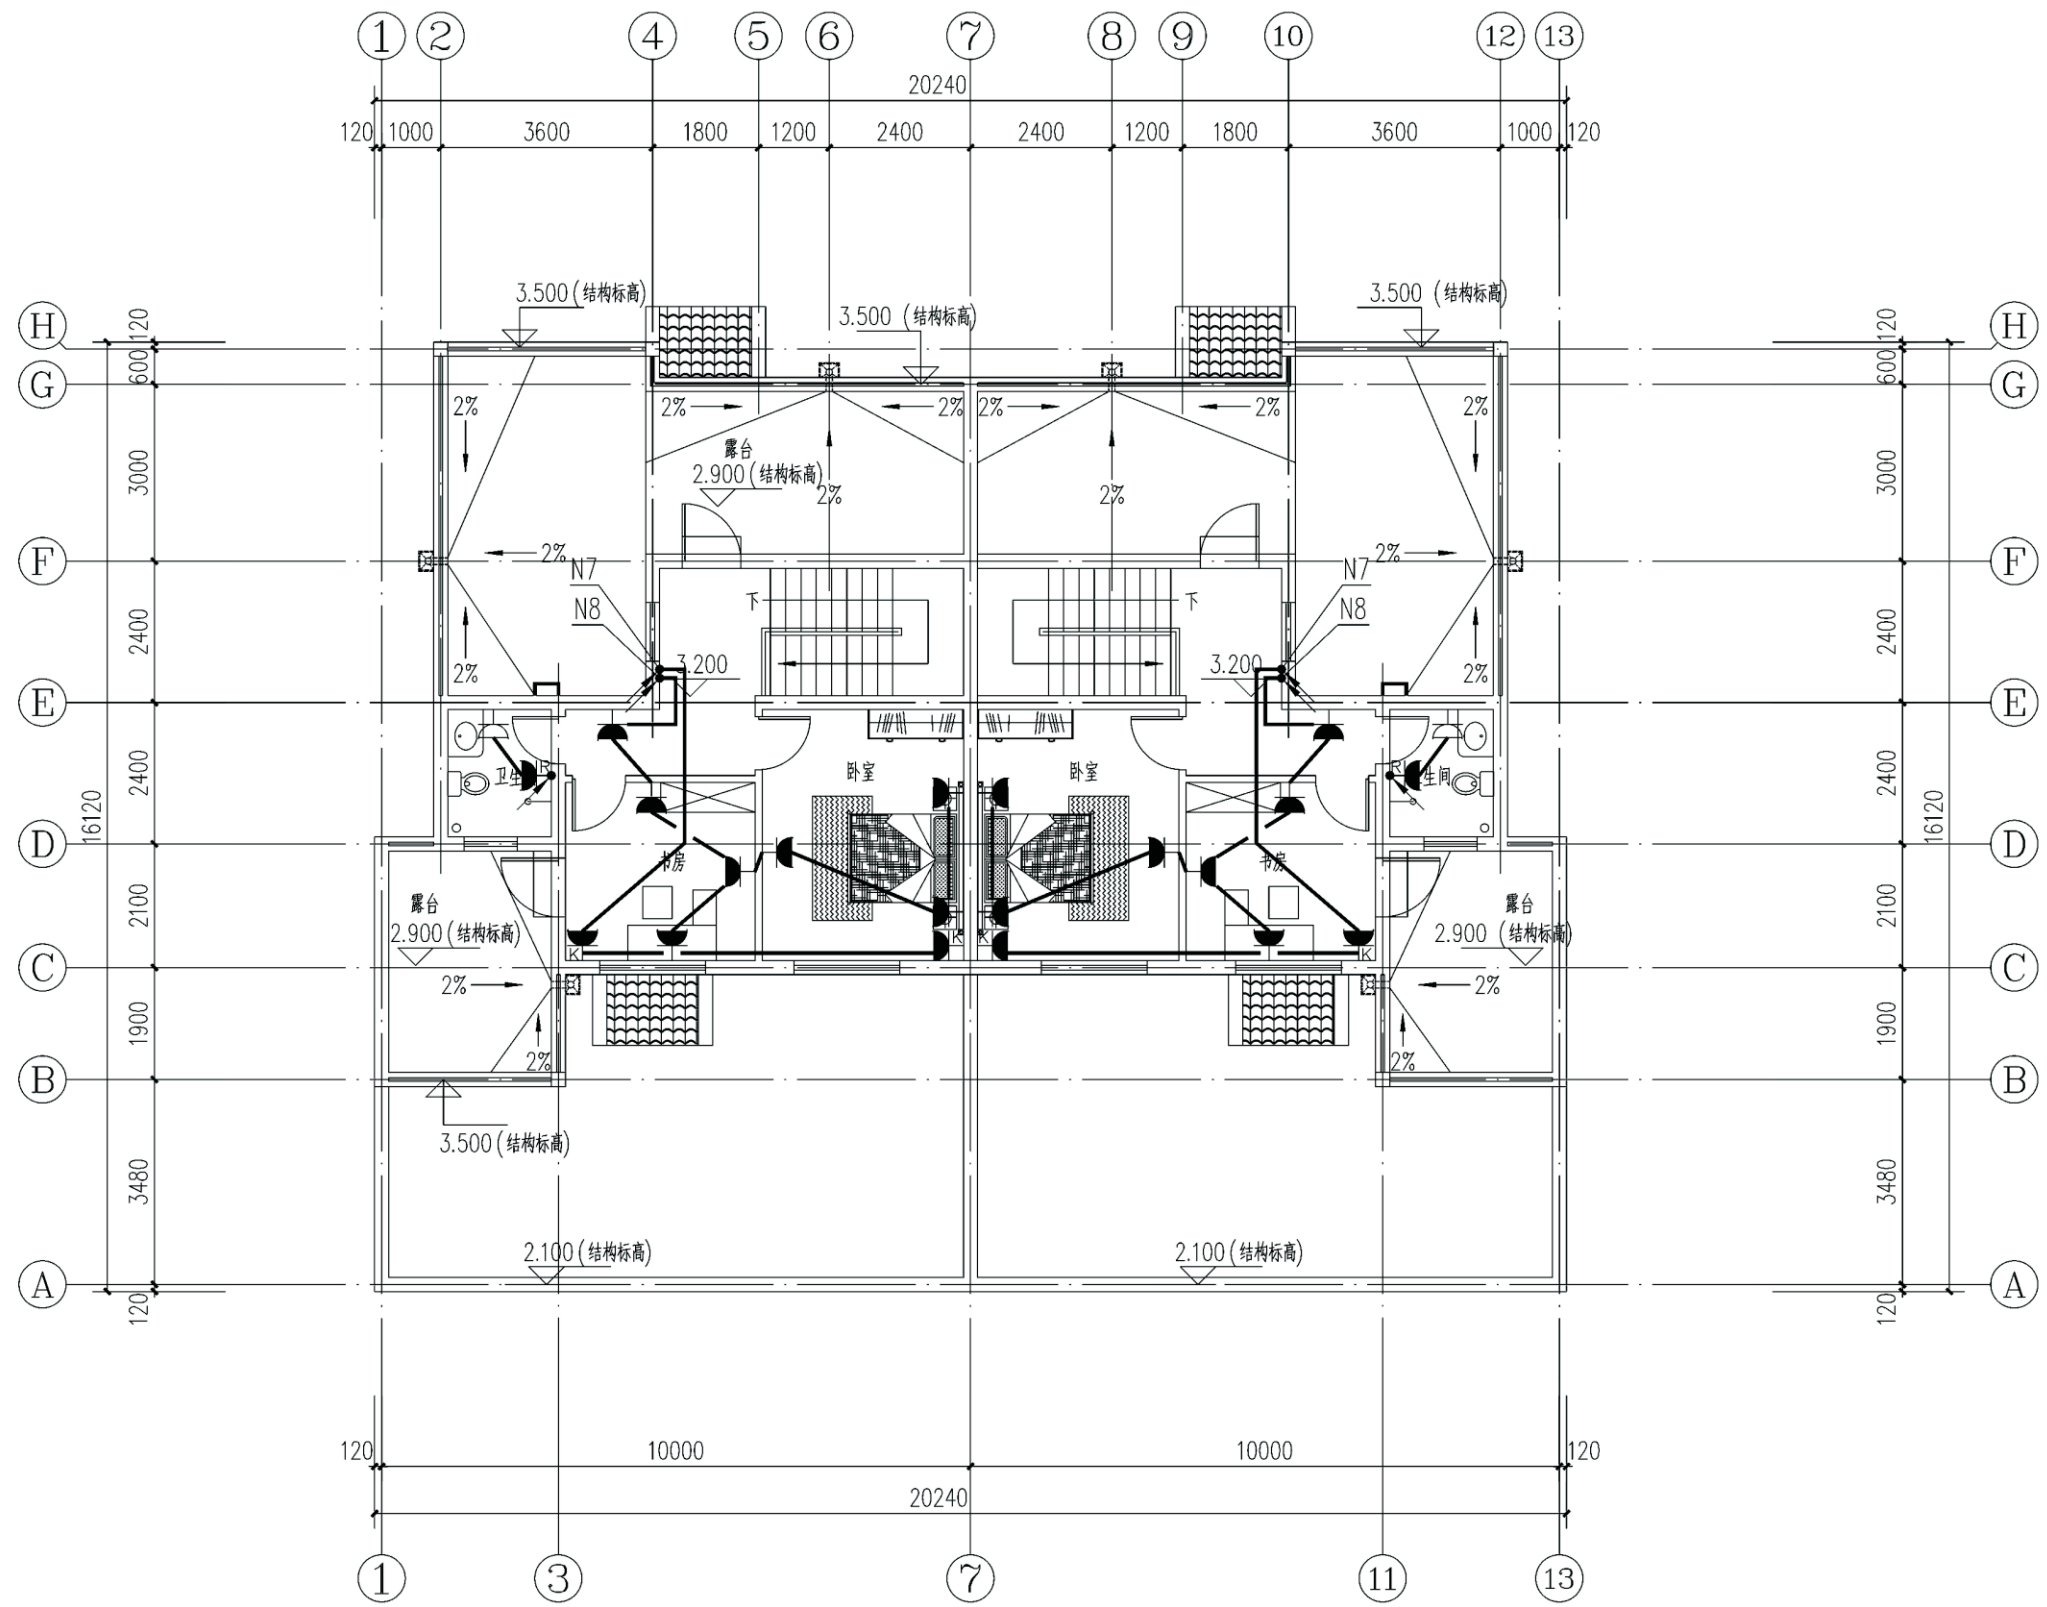 1 2 4 5 6 7 8 9 10 12 13
20240
120 1000 3600 1800 1200 2400 2400 1200 1800 3600 1000 120
3.500(结构标高) 3.500 (结构标高) 3.500 (结构标高)
H 120 120 H
G 600 600 G
2% 2% 2% 2% 2% 2%
露台
2.900(结构标高)
3000 2% 2% 3000
F 2% 2% F
N7 N7
N8 下 下 N8
2400 2400
2% 3.200 3.200 2%
E E
2400 卫生 R 卧室 卧室 R 生间 2400
16120 16120
D D
书房 书房
2100 露台 露台 2100
2.900(结构标高) 2.900 (结构标高)
K K K K
C C
2% 2%
1900 2% 2% 1900
B B
3.500(结构标高)
3480 3480
2.100(结构标高) 2.100(结构标高)
A A
120 120
120 10000 10000 120
20240
1 3 7 11 13